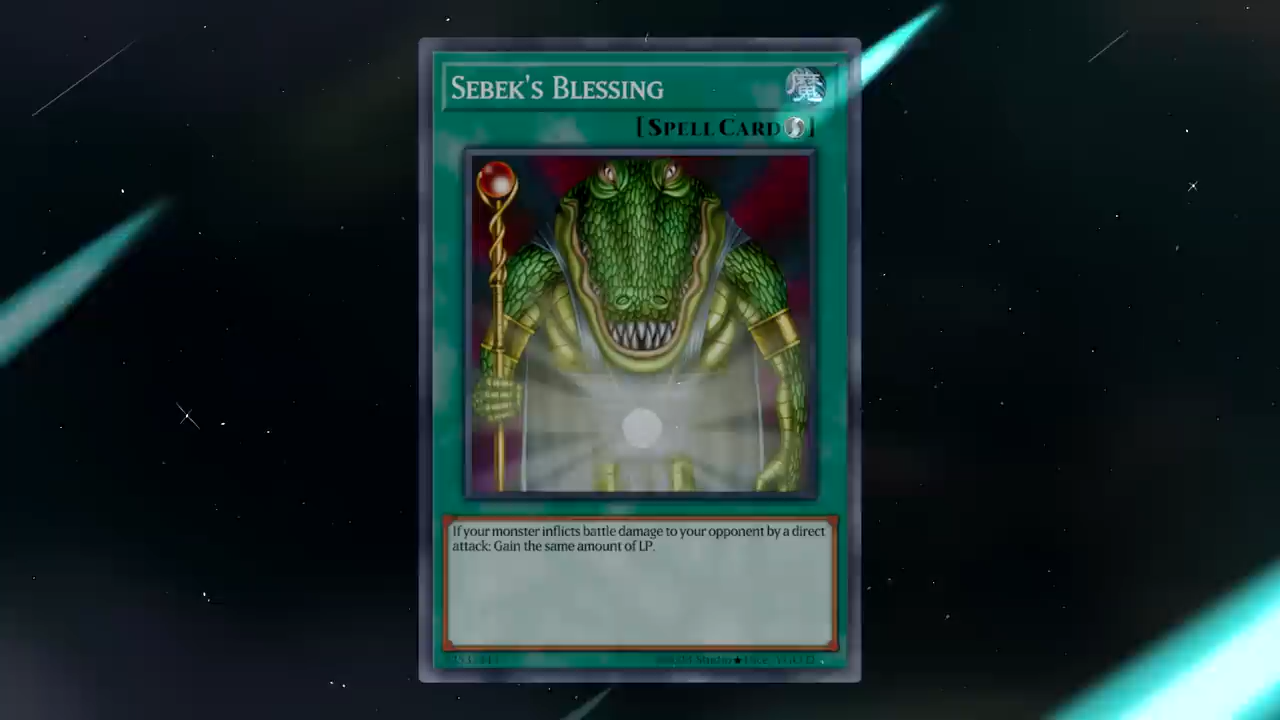 SEBEK'S BLESSING
魔
[SPELL CARD]
If your monster inflicts battle damage to your opponent by a direct
attack: Gain the same amount of LP.